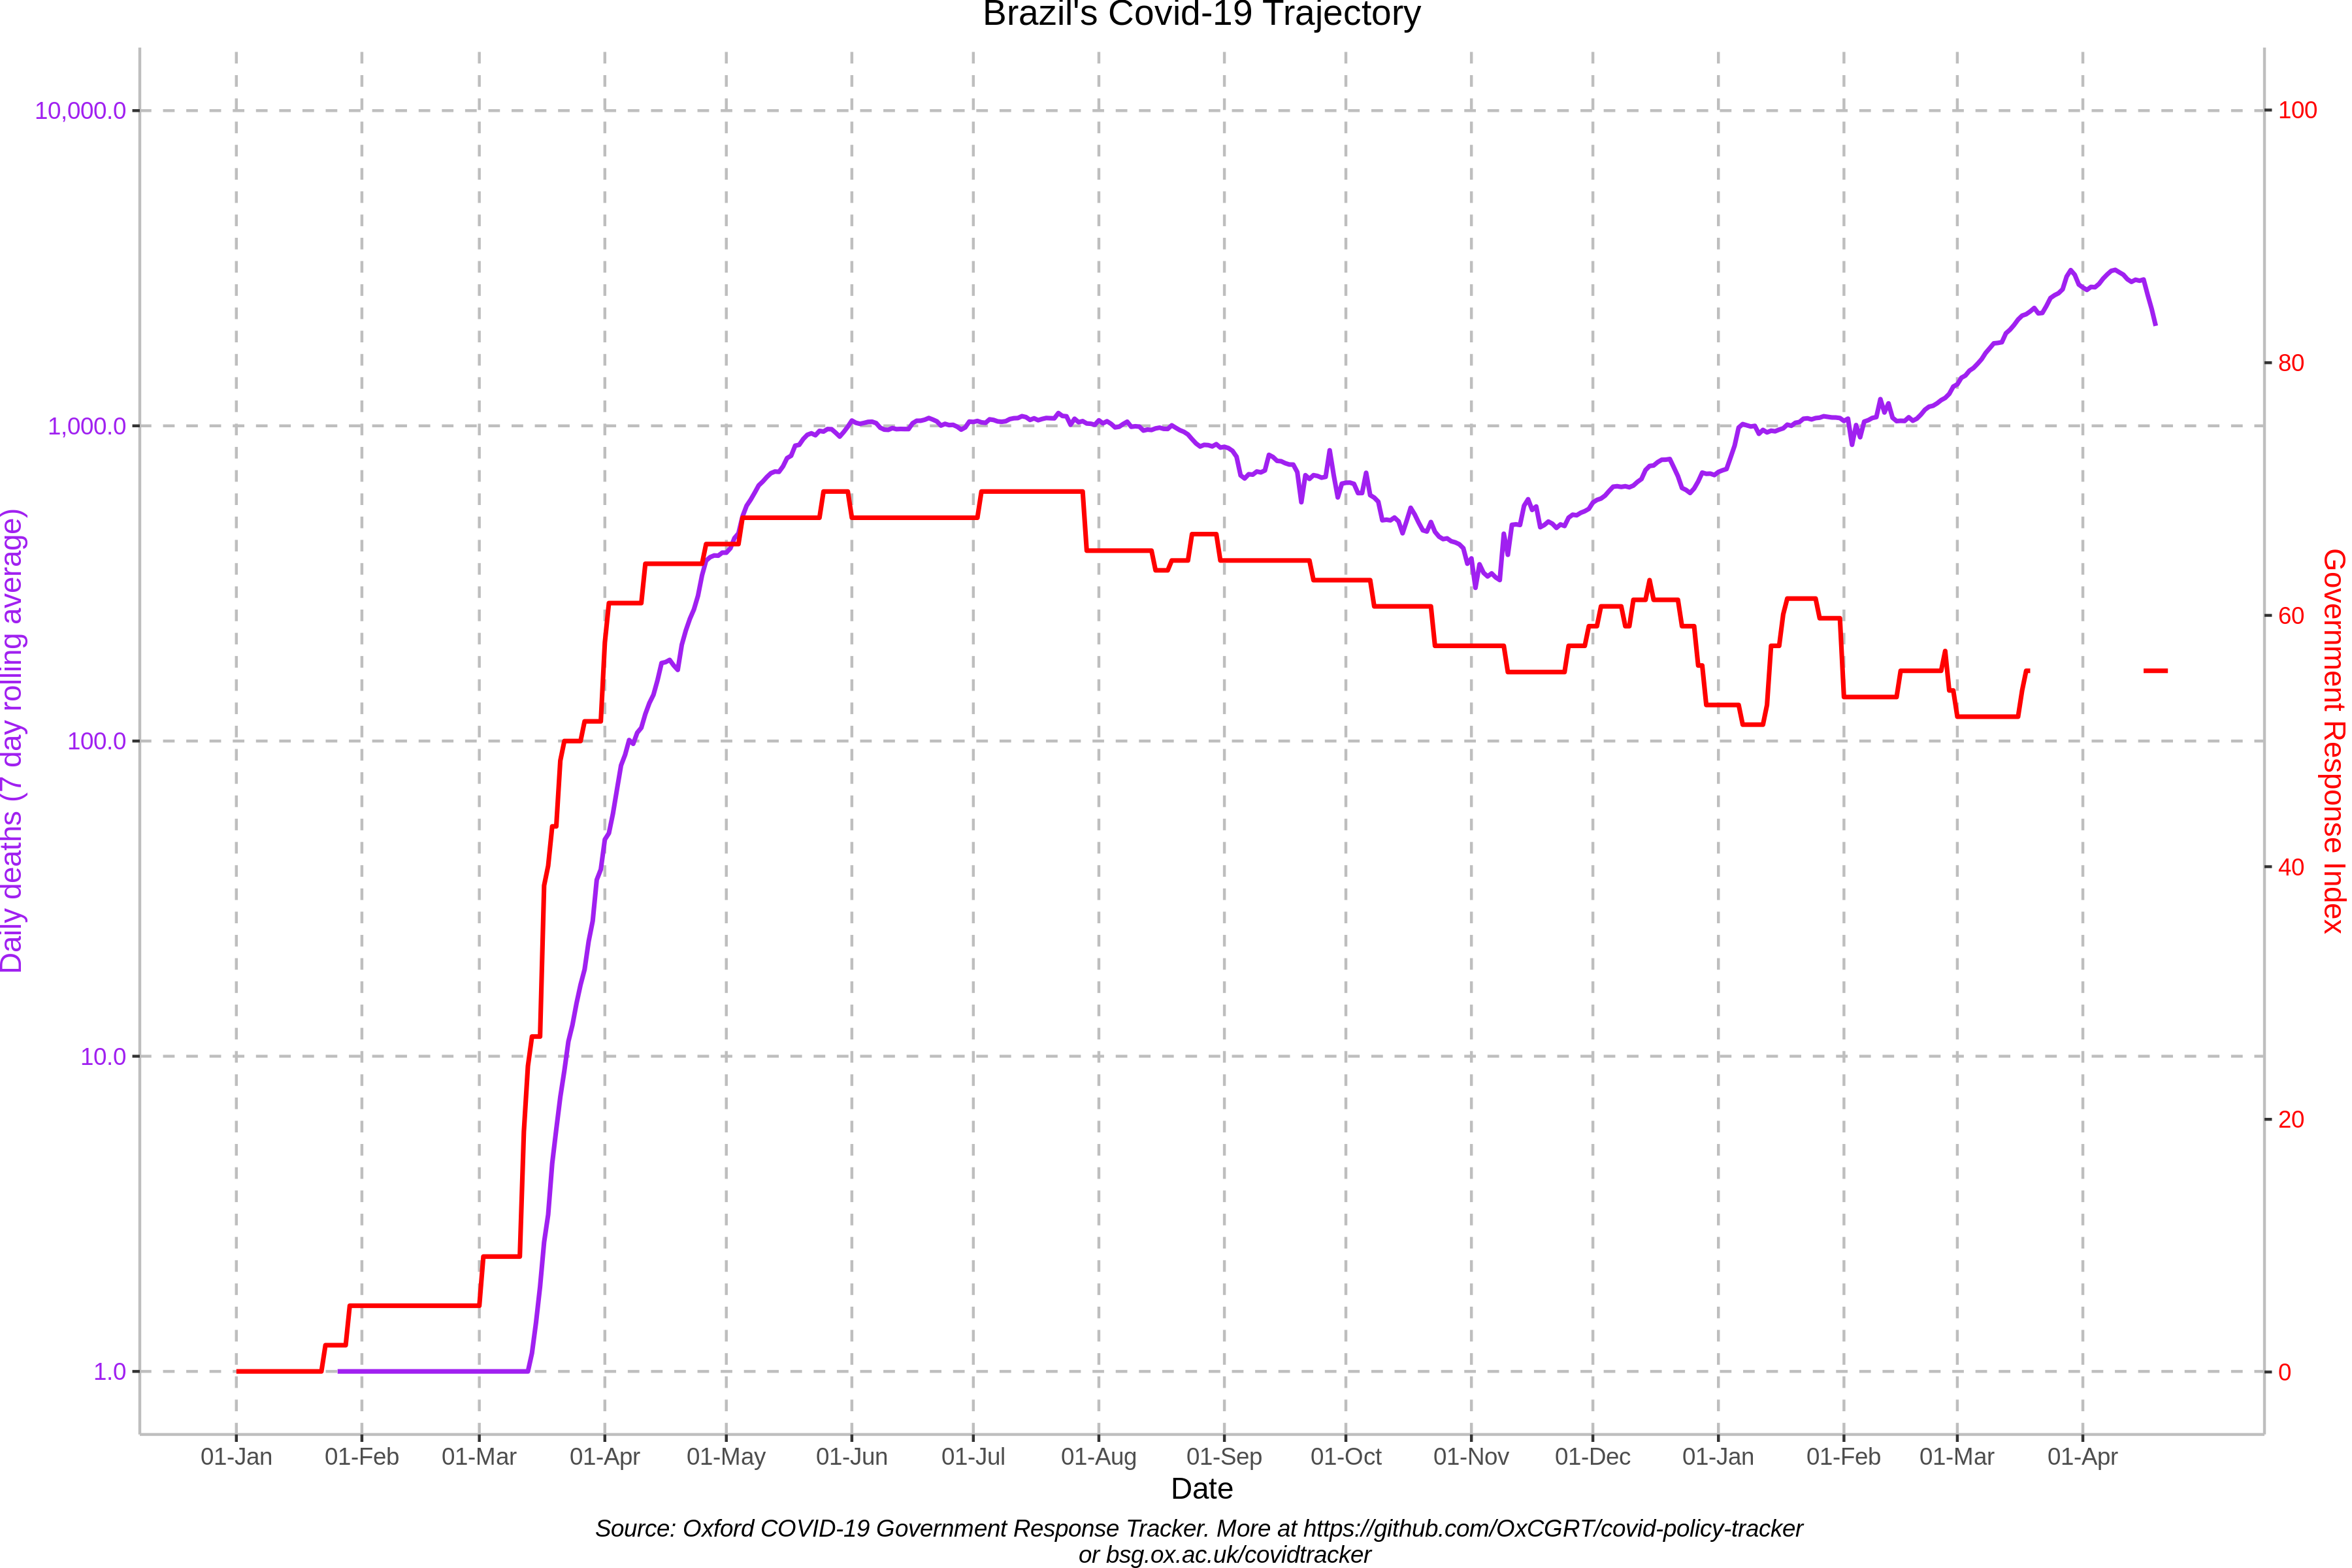 Brazil's Covid-19 Trajectory
10,000.0
1,000.0
100.0
10.0
1.0
Daily deaths (7 day rolling average)
100
80
60
40
20
0
Government Response Index
01-Jan 01-Feb 01-Mar 01-Apr 01-May 01-Jun 01-Jul 01-Aug 01-Sep 01-Oct 01-Nov 01-Dec 01-Jan 01-Feb 01-Mar 01-Apr
Date
Source: Oxford COVID-19 Government Response Tracker. More at https://github.com/OxCGRT/covid-policy-tracker
or bsg.ox.ac.uk/covidtracker